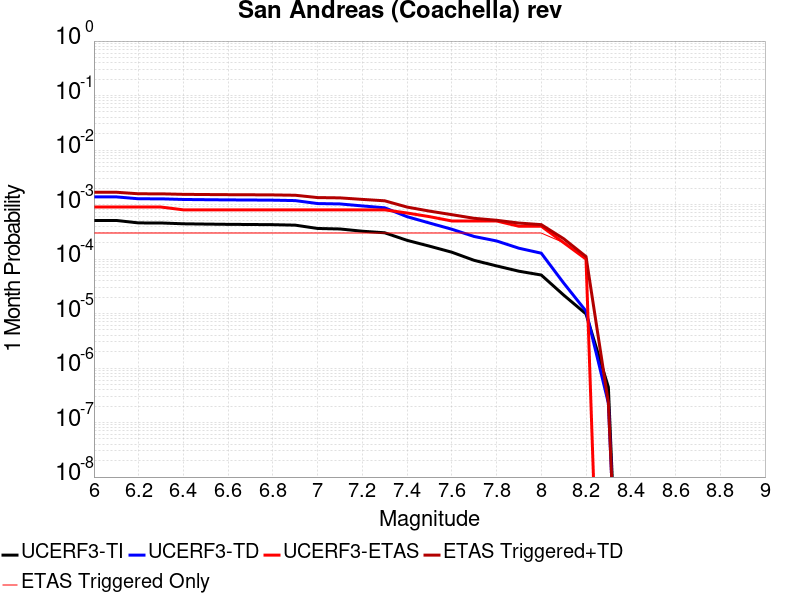 San Andreas (Coachella) rev
10^0
10^-1
10^-2
10^-3
10^-4
10^-5
10^-6
10^-7
10^-8
1 Month Probability
6 6.2 6.4 6.6 6.8 7 7.2 7.4 7.6 7.8 8 8.2 8.4 8.6 8.8 9
Magnitude
UCERF3-TI UCERF3-TD UCERF3-ETAS ETAS Triggered+TD
ETAS Triggered Only